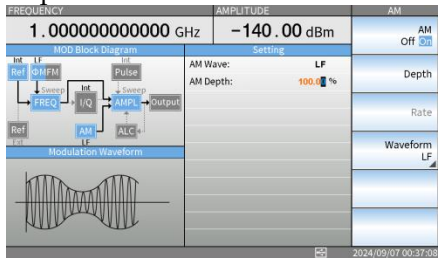 FREQUENCY
AMPLITUDE
AM
1.000000000000 GHz
-140.00 dBm
AM
Off On
MOD Block Diagram
Setting
Int LF Int
Ref ΦM FM Pulse
Sweep Int Sweep
FREQ I/Q AMPL Output
Ref AM ALC
Ext LF
AM Wave: LF
AM Depth: 100.0 %
Depth
Rate
Waveform
LF
Modulation Waveform
2024/09/07 00:37:08